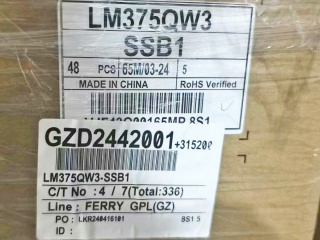 LM375QW3
SSB1
48 PCS 65M/03-24 5
MADE IN CHINA RoHS Verified
GZD2442001+315200
LM375QW3-SSB1
C/T No : 4 / 7(Total:336)
Line : FERRY GPL(GZ)
PO : LKR240416101 8S1 5
ID :